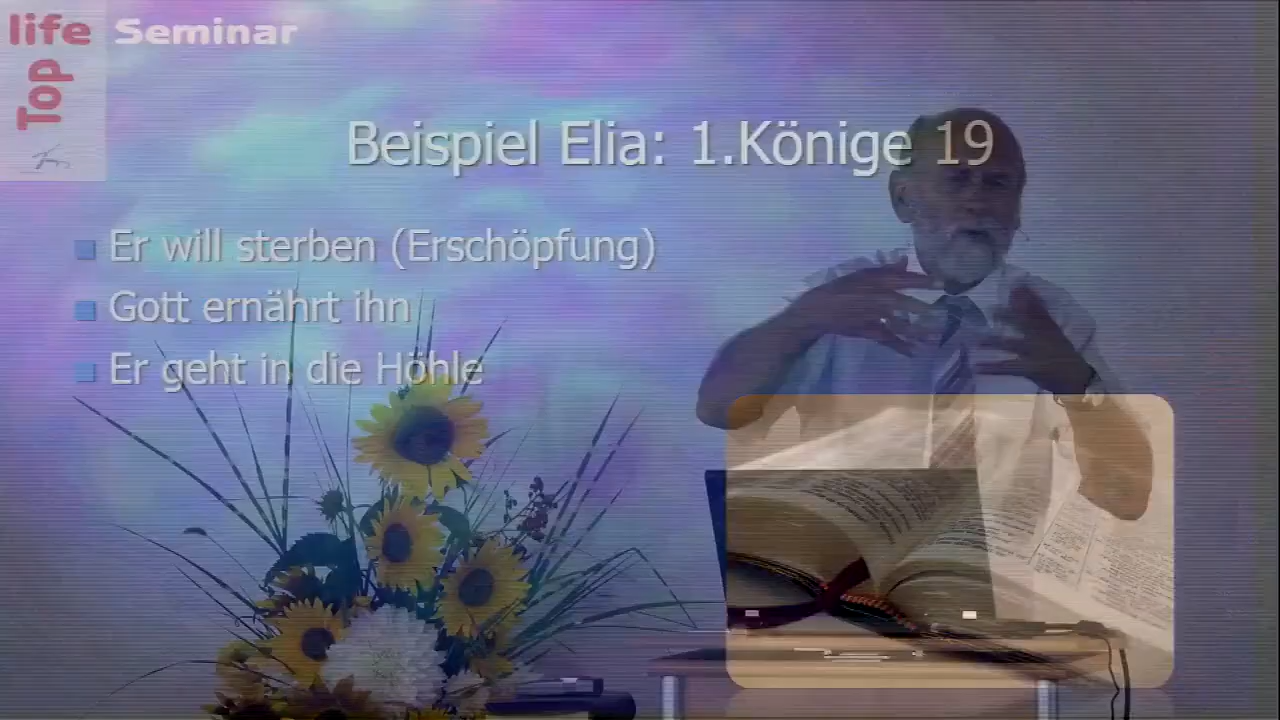 life Seminar
Top
Beispiel Elia: 1.Könige 19
Er will sterben (Erschöpfung)
Gott ernährt ihn
Er geht in die Höhle